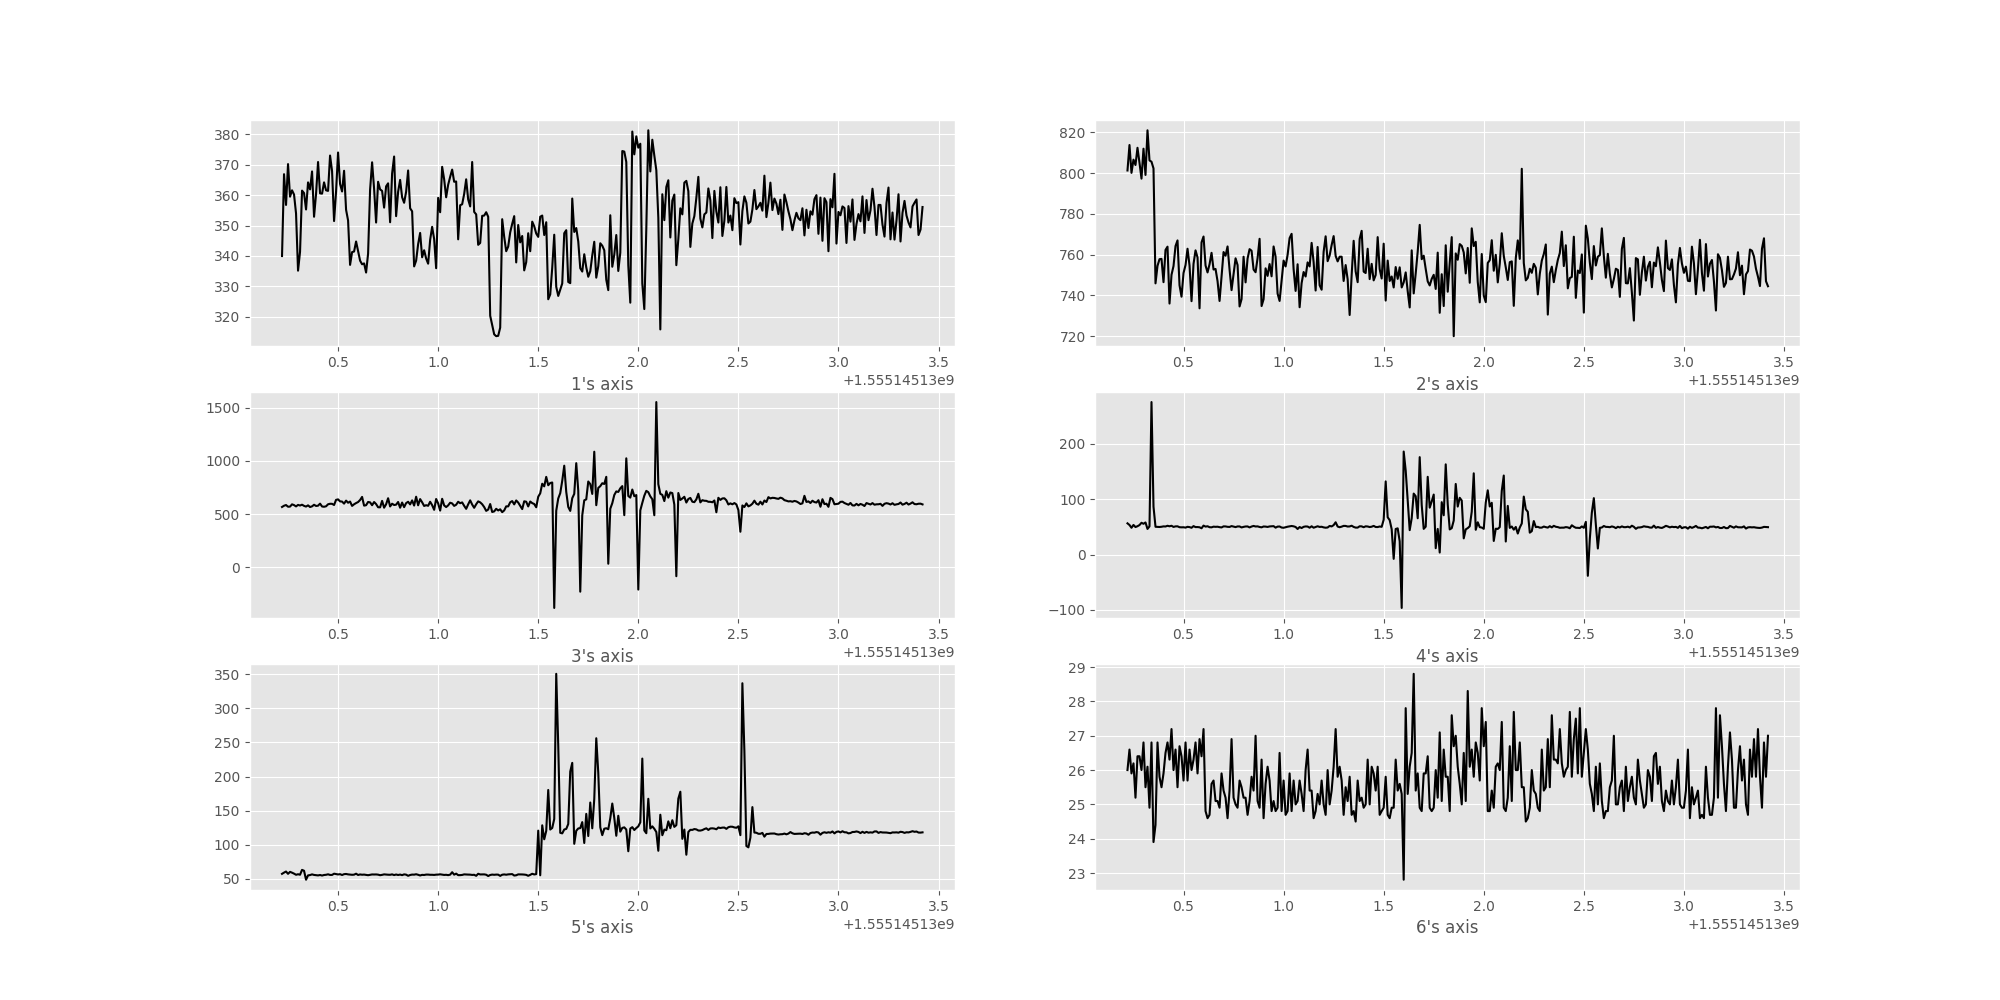 380
370
360
350
340
330
320
0.5 1.0 1.5 2.0 2.5 3.0 3.5
+1.55514513e9
1's axis
820
800
780
760
740
720
0.5 1.0 1.5 2.0 2.5 3.0 3.5
+1.55514513e9
2's axis
1500
1000
500
0
0.5 1.0 1.5 2.0 2.5 3.0 3.5
+1.55514513e9
3's axis
200
100
0
−100
0.5 1.0 1.5 2.0 2.5 3.0 3.5
+1.55514513e9
4's axis
350
300
250
200
150
100
50
0.5 1.0 1.5 2.0 2.5 3.0 3.5
+1.55514513e9
5's axis
29
28
27
26
25
24
23
0.5 1.0 1.5 2.0 2.5 3.0 3.5
+1.55514513e9
6's axis